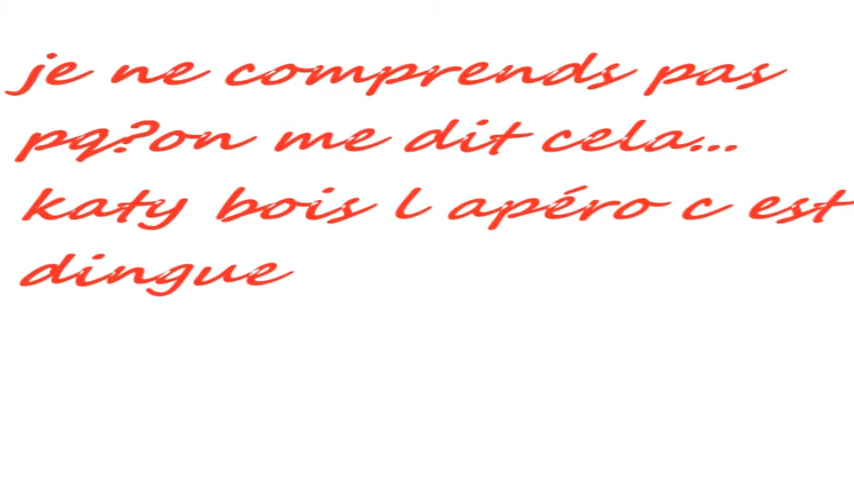 je ne comprends pas
pq?on me dit cela...
katy bois l apéro c est
dingue